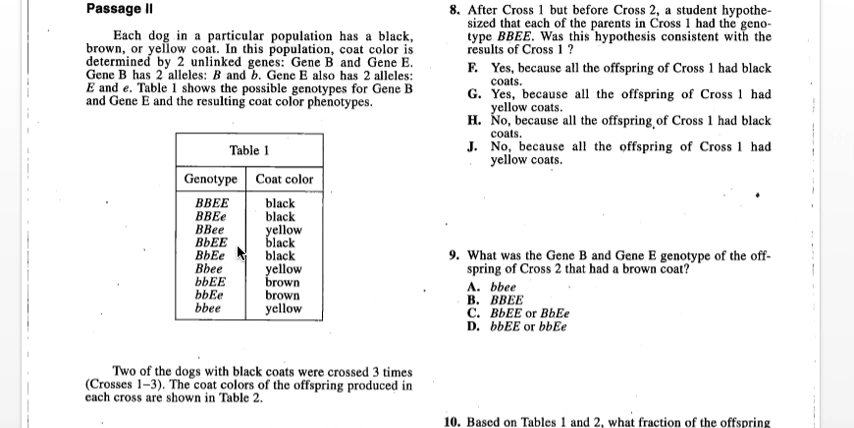 Passage II
Each dog in a particular population has a black,
brown, or yellow coat. In this population, coat color is
determined by 2 unlinked genes: Gene B and Gene E.
Gene B has 2 alleles: B and b. Gene E also has 2 alleles:
E and e. Table 1 shows the possible genotypes for Gene B
and Gene E and the resulting coat color phenotypes.
Table 1
Genotype Coat color
BBEE black
BBEe black
BBee yellow
BbEE black
BbEe black
Bbee yellow
bbEE brown
bbEe brown
bbee yellow
Two of the dogs with black coats were crossed 3 times
(Crosses 1–3). The coat colors of the offspring produced in
each cross are shown in Table 2.
8. After Cross 1 but before Cross 2, a student hypothe-
sized that each of the parents in Cross 1 had the geno-
type BBEE. Was this hypothesis consistent with the
results of Cross 1 ?
F. Yes, because all the offspring of Cross 1 had black
coats.
G. Yes, because all the offspring of Cross 1 had
yellow coats.
H. No, because all the offspring of Cross 1 had black
coats.
J. No, because all the offspring of Cross 1 had
yellow coats.
9. What was the Gene B and Gene E genotype of the off-
spring of Cross 2 that had a brown coat?
A. bbee
B. BBEE
C. BbEE or BbEe
D. bbEE or bbEe
10. Based on Tables 1 and 2, what fraction of the offspring